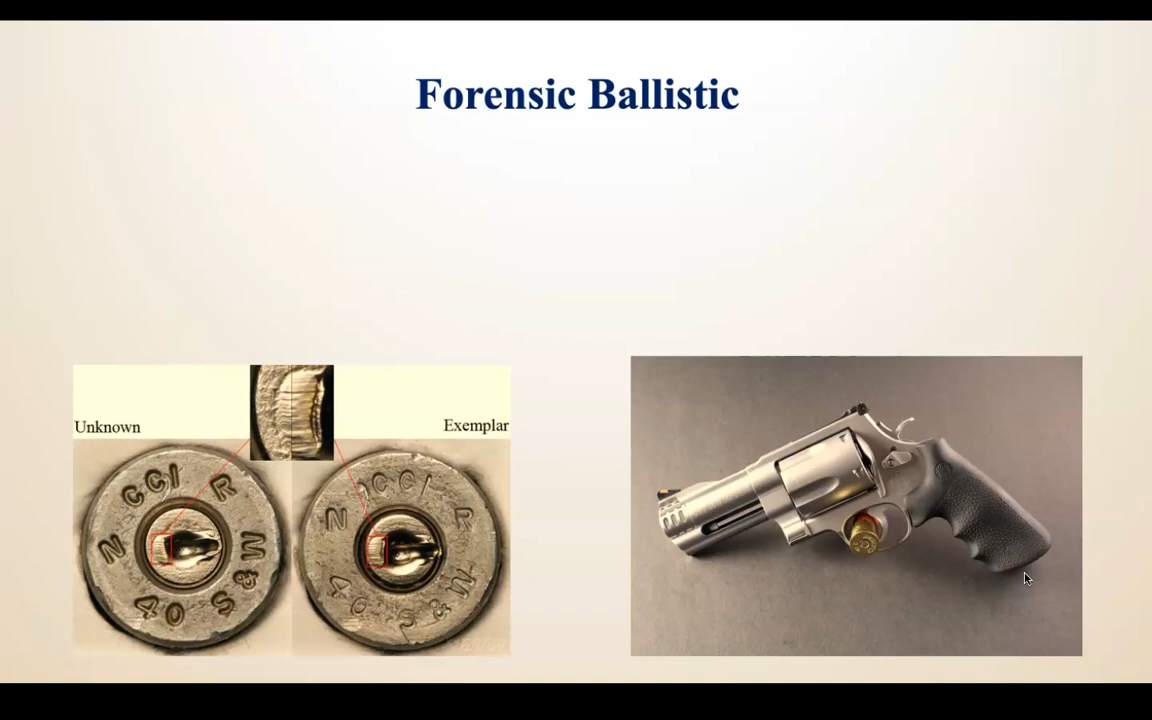 Forensic Ballistic
Unknown
Exemplar
CCI N R 40 S&W
CCI N R 40 S&W